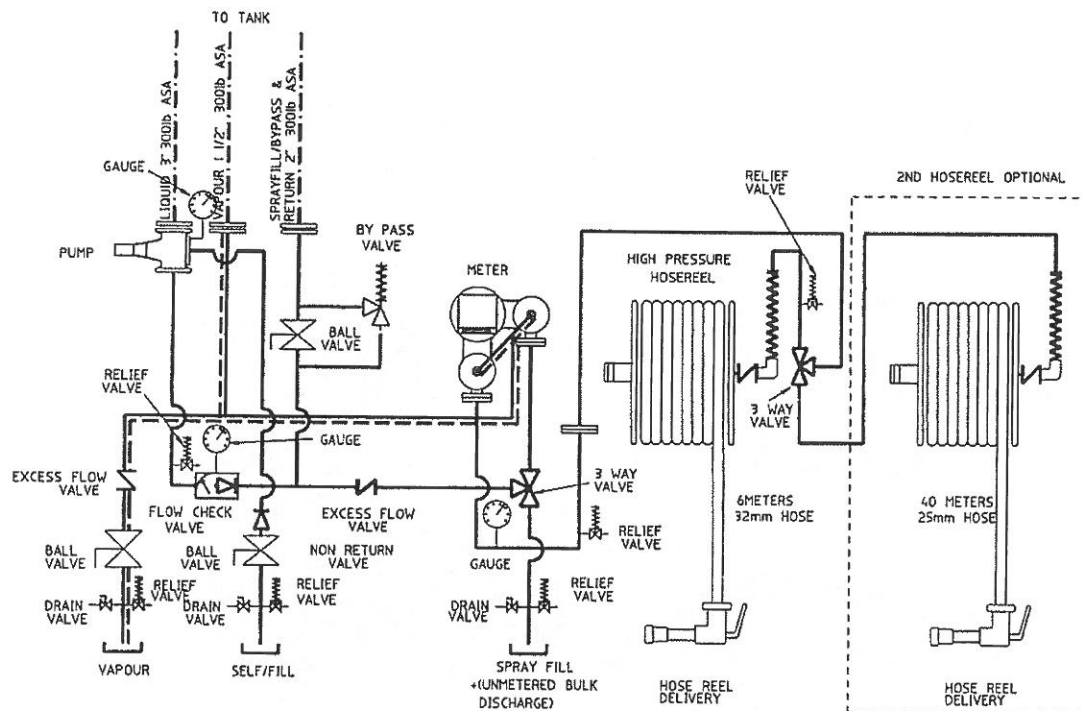 TO TANK
LIQUID 3" 300lb ASA
VAPOUR 1 1/2" 300lb ASA
SPRAYFILL/BYPASS &
RETURN 2" 300lb ASA
GAUGE
PUMP
BY PASS
VALVE
METER
BALL
VALVE
HIGH PRESSURE
HOSEREEL
RELIEF
VALVE
2ND HOSEREEL OPTIONAL
RELIEF
VALVE
GAUGE
3 WAY
VALVE
EXCESS FLOW
VALVE
FLOW CHECK
VALVE
EXCESS FLOW
VALVE
3 WAY
VALVE
6METERS
32mm HOSE
40 METERS
25mm HOSE
BALL
VALVE
BALL
VALVE
NON RETURN
VALVE
GAUGE
RELIEF
VALVE
RELIEF
VALVE
DRAIN
VALVE
RELIEF
VALVE
DRAIN
VALVE
RELIEF
VALVE
DRAIN
VALVE
VAPOUR
SELF/FILL
SPRAY FILL
+(UNMETERED BULK
DISCHARGE)
HOSE REEL
DELIVERY
HOSE REEL
DELIVERY